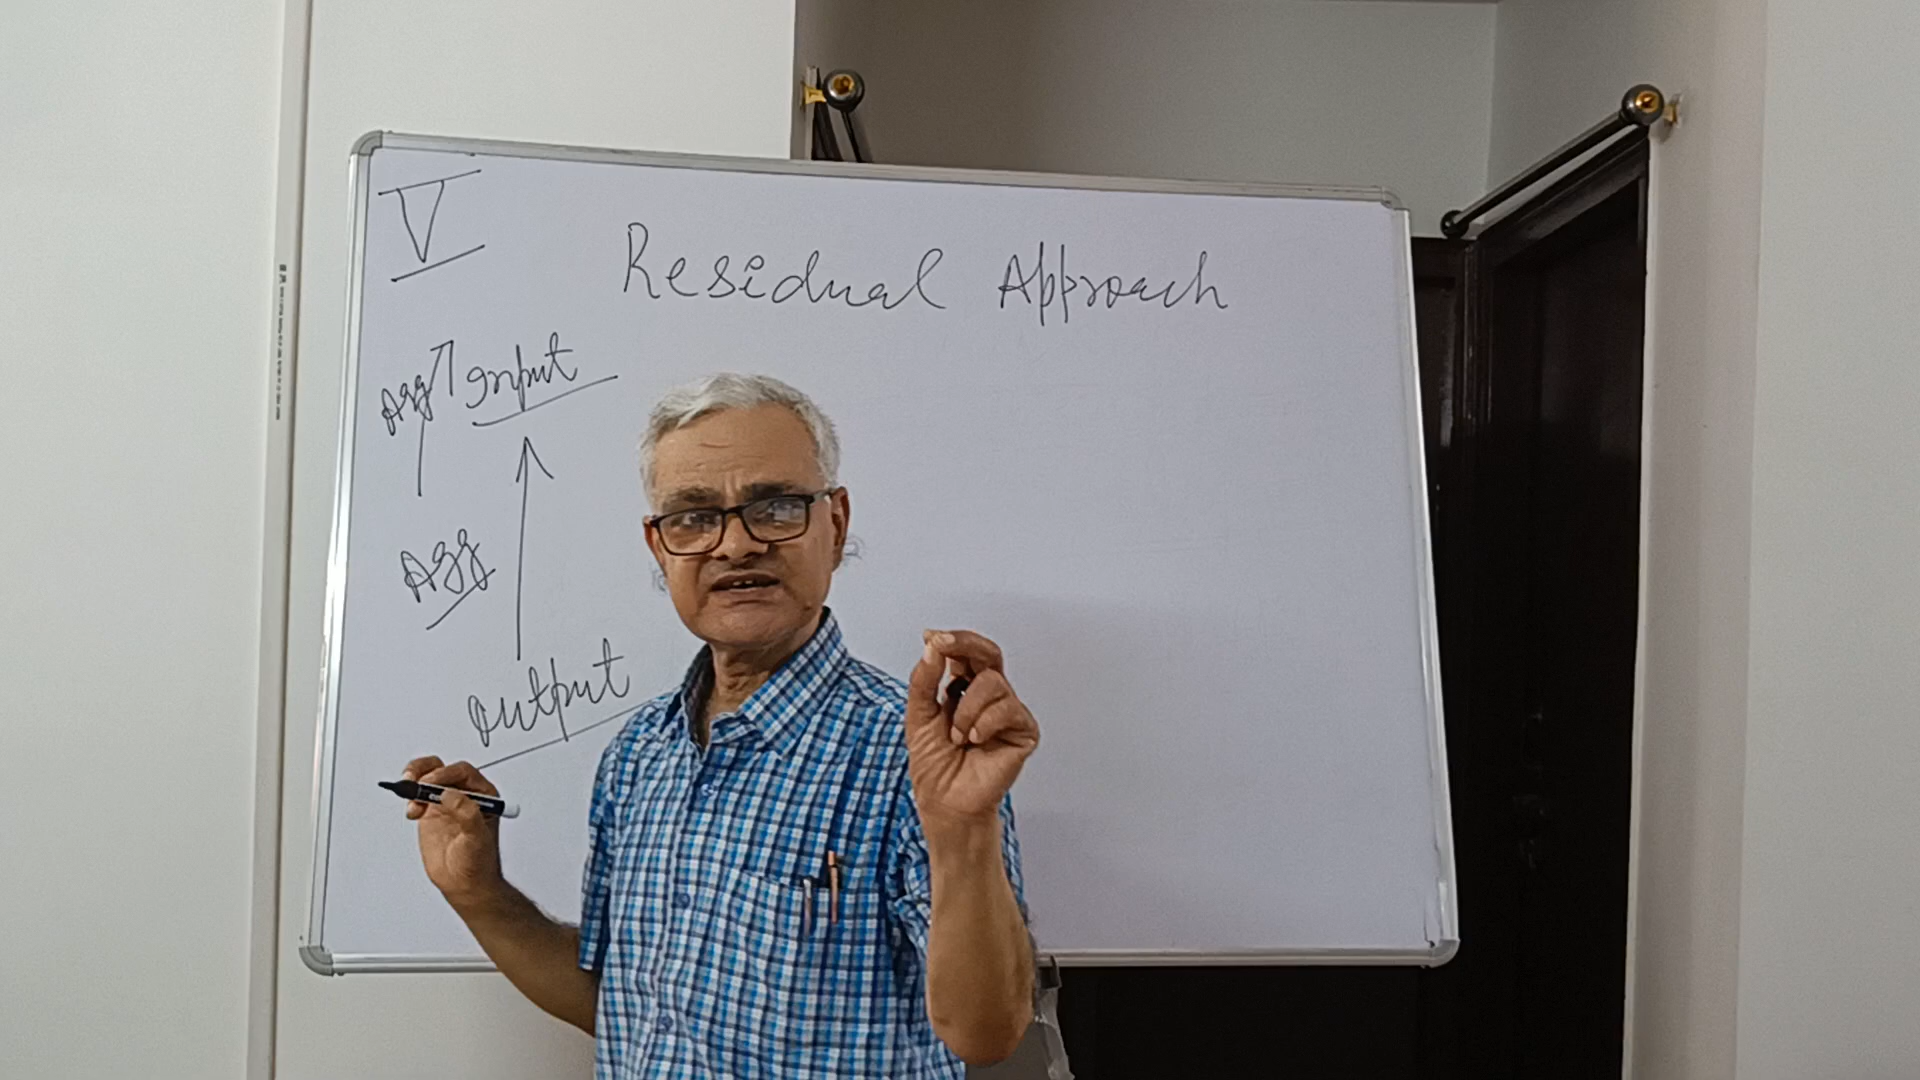 V
Residual Approach
Agg Input
Agg
Output